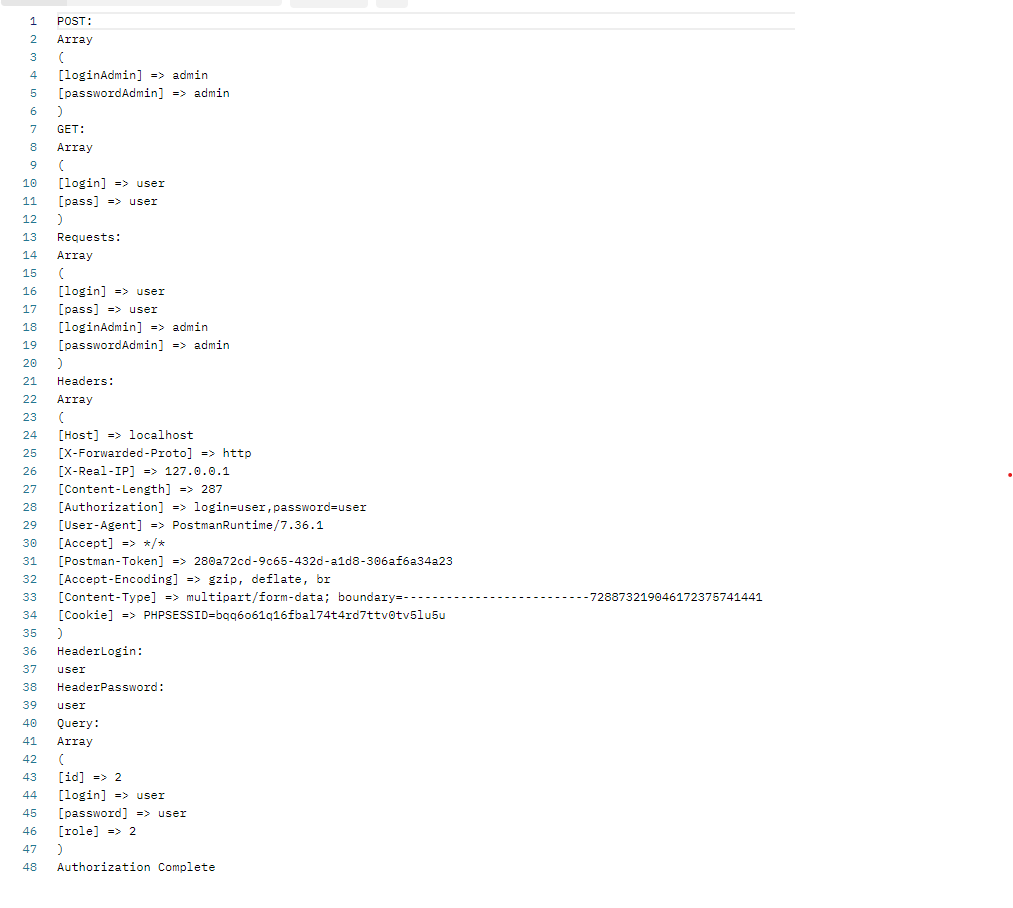 1 POST:
2 Array
3 (
4 [loginAdmin] => admin
5 [passwordAdmin] => admin
6 )
7 GET:
8 Array
9 (
10 [login] => user
11 [pass] => user
12 )
13 Requests:
14 Array
15 (
16 [login] => user
17 [pass] => user
18 [loginAdmin] => admin
19 [passwordAdmin] => admin
20 )
21 Headers:
22 Array
23 (
24 [Host] => localhost
25 [X-Forwarded-Proto] => http
26 [X-Real-IP] => 127.0.0.1
27 [Content-Length] => 287
28 [Authorization] => login=user,password=user
29 [User-Agent] => PostmanRuntime/7.36.1
30 [Accept] => */*
31 [Postman-Token] => 280a72cd-9c65-432d-a1d8-306af6a34a23
32 [Accept-Encoding] => gzip, deflate, br
33 [Content-Type] => multipart/form-data; boundary=--------------------------728873219046172375741441
34 [Cookie] => PHPSESSID=bqq6o61q16fbal74t4rd7ttv0tv5lu5u
35 )
36 HeaderLogin:
37 user
38 HeaderPassword:
39 user
40 Query:
41 Array
42 (
43 [id] => 2
44 [login] => user
45 [password] => user
46 [role] => 2
47 )
48 Authorization Complete